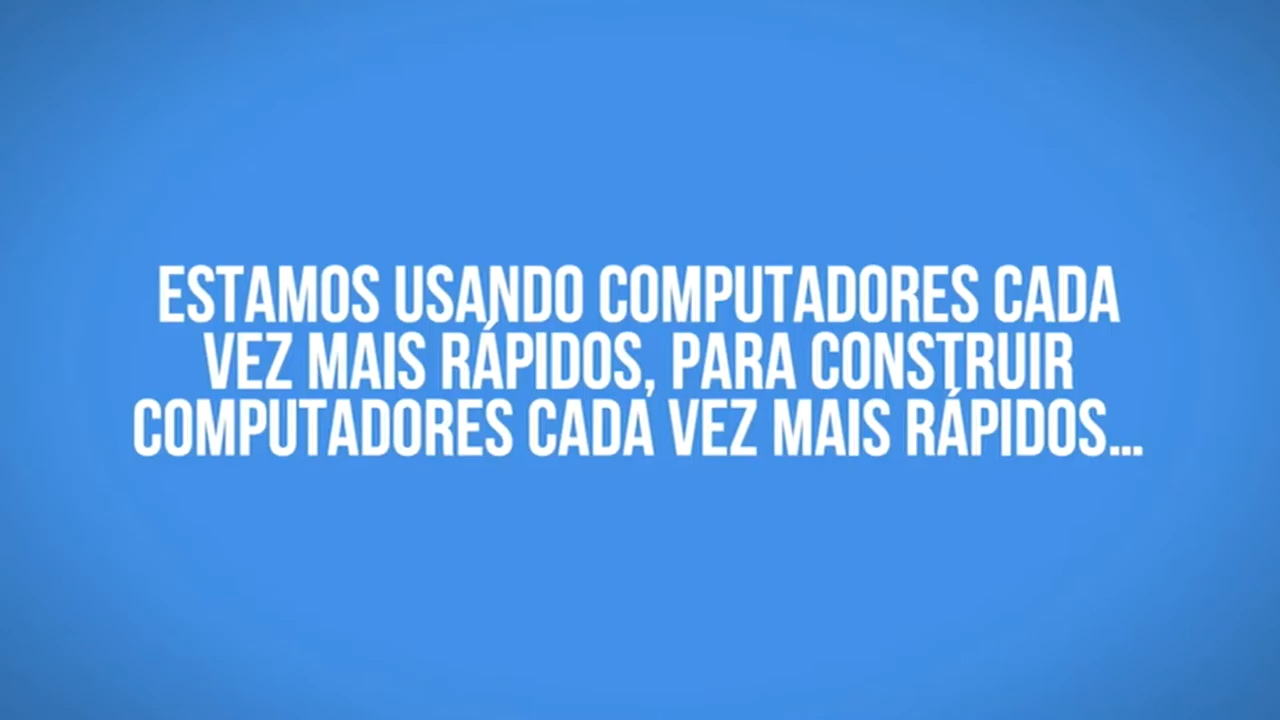 ESTAMOS USANDO COMPUTADORES CADA
VEZ MAIS RÁPIDOS, PARA CONSTRUIR
COMPUTADORES CADA VEZ MAIS RÁPIDOS...